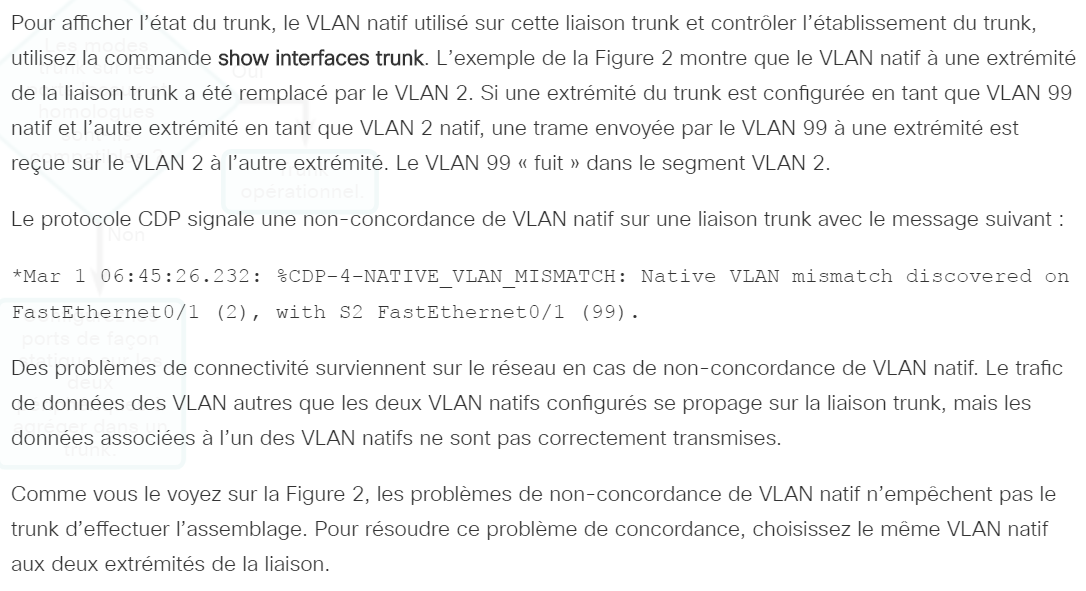 Pour afficher l’état du trunk, le VLAN natif utilisé sur cette liaison trunk et contrôler l’établissement du trunk,
utilisez la commande show interfaces trunk. L’exemple de la Figure 2 montre que le VLAN natif à une extrémité
de la liaison trunk a été remplacé par le VLAN 2. Si une extrémité du trunk est configurée en tant que VLAN 99
natif et l’autre extrémité en tant que VLAN 2 natif, une trame envoyée par le VLAN 99 à une extrémité est
reçue sur le VLAN 2 à l’autre extrémité. Le VLAN 99 « fuit » dans le segment VLAN 2.
opérationnel.
Le protocole CDP signale une non-concordance de VLAN natif sur une liaison trunk avec le message suivant :
Non
*Mar 1 06:45:26.232: %CDP-4-NATIVE_VLAN_MISMATCH: Native VLAN mismatch discovered on
FastEthernet0/1 (2), with S2 FastEthernet0/1 (99).
ports de façon
Des problèmes de connectivité surviennent sur le réseau en cas de non-concordance de VLAN natif. Le trafic
deux
de données des VLAN autres que les deux VLAN natifs configurés se propage sur la liaison trunk, mais les
données associées à l’un des VLAN natifs ne sont pas correctement transmises.
trunk.
Comme vous le voyez sur la Figure 2, les problèmes de non-concordance de VLAN natif n’empêchent pas le
trunk d’effectuer l’assemblage. Pour résoudre ce problème de concordance, choisissez le même VLAN natif
aux deux extrémités de la liaison.